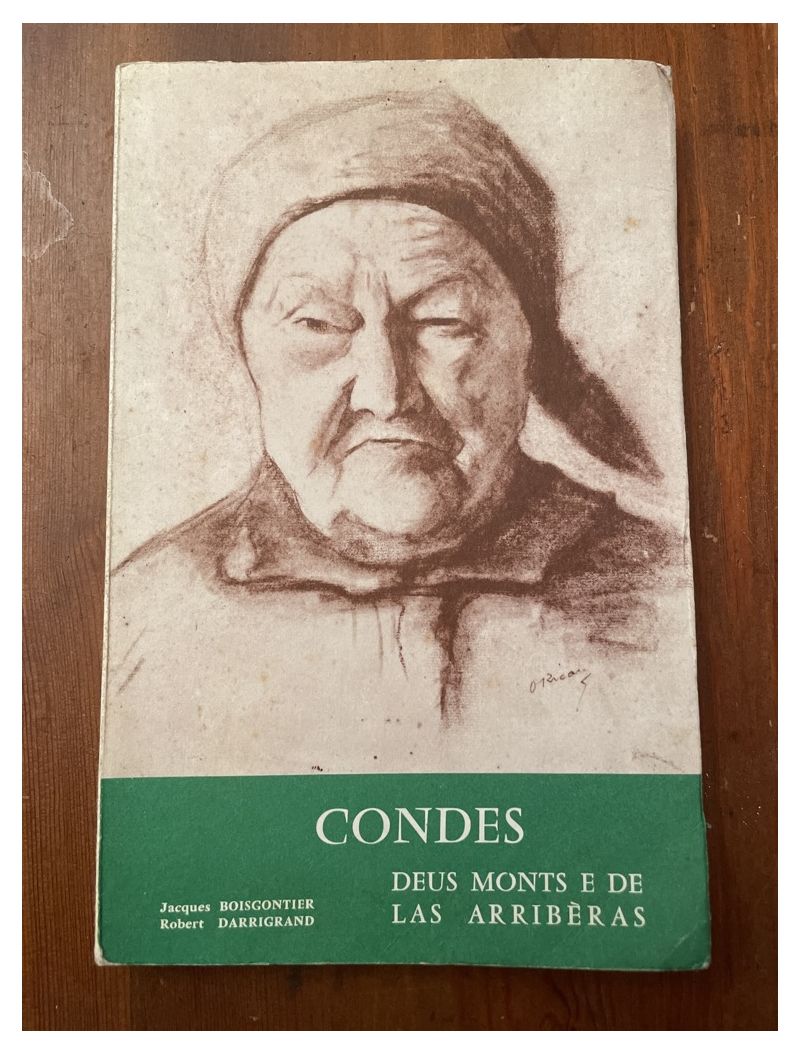 CONDES
DEUS MONTS E DE
LAS ARRIBÈRAS
Jacques BOISGONTIER
Robert DARRIGRAND